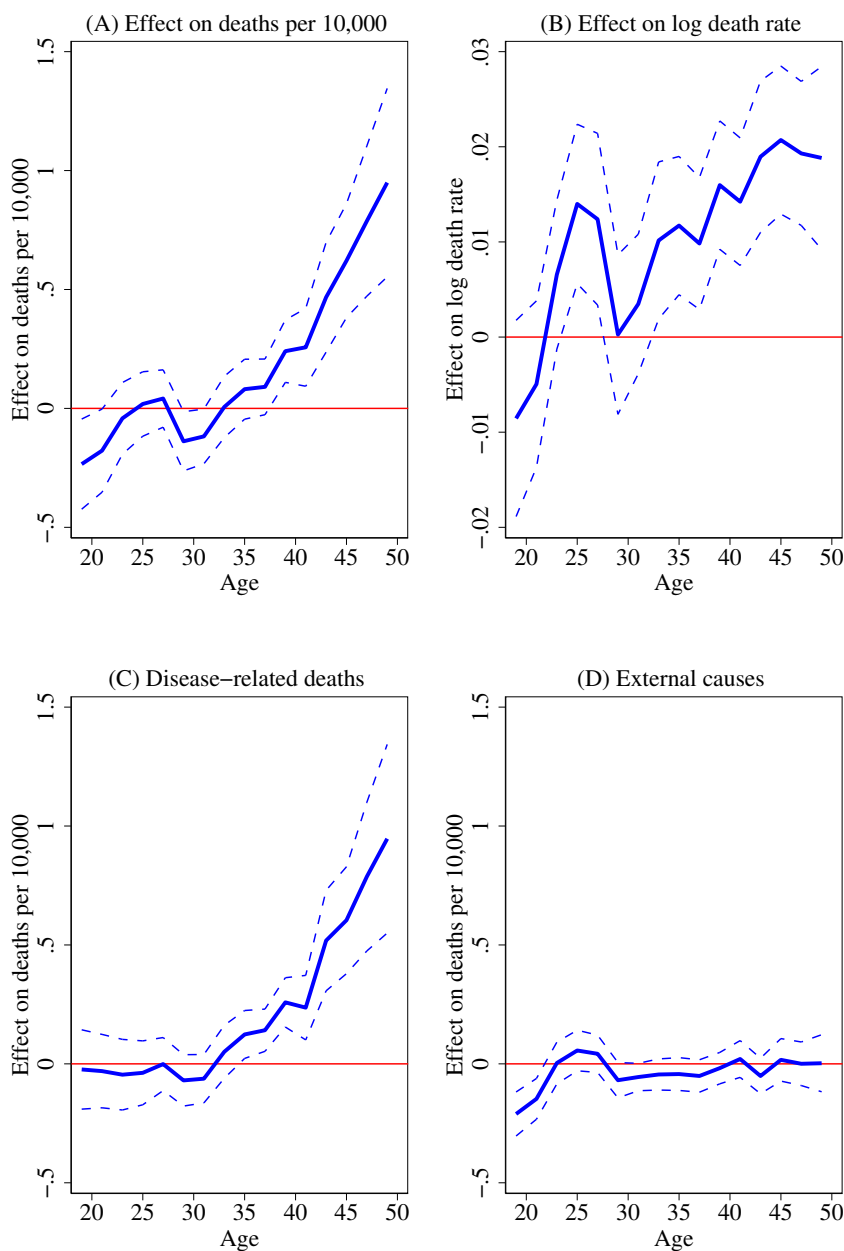 (A) Effect on deaths per 10,000
Effect on deaths per 10,000
1.5
1
.5
0
-.5
20 25 30 35 40 45 50
Age
(B) Effect on log death rate
Effect on log death rate
.03
.02
.01
0
-.01
-.02
20 25 30 35 40 45 50
Age
(C) Disease-related deaths
Effect on deaths per 10,000
1.5
1
.5
0
-.5
20 25 30 35 40 45 50
Age
(D) External causes
Effect on deaths per 10,000
1.5
1
.5
0
-.5
20 25 30 35 40 45 50
Age